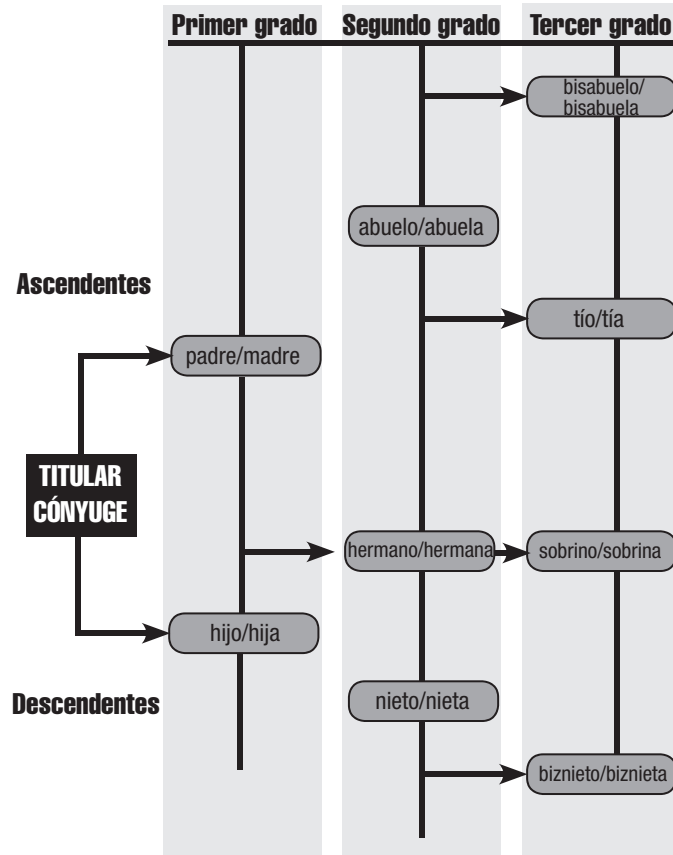 Primer grado
Segundo grado
Tercer grado
bisabuelo/
bisabuela
abuelo/abuela
Ascendentes
tío/tía
padre/madre
TITULAR
CÓNYUGE
hermano/hermana
sobrino/sobrina
hijo/hija
Descendentes
nieto/nieta
biznieto/biznieta